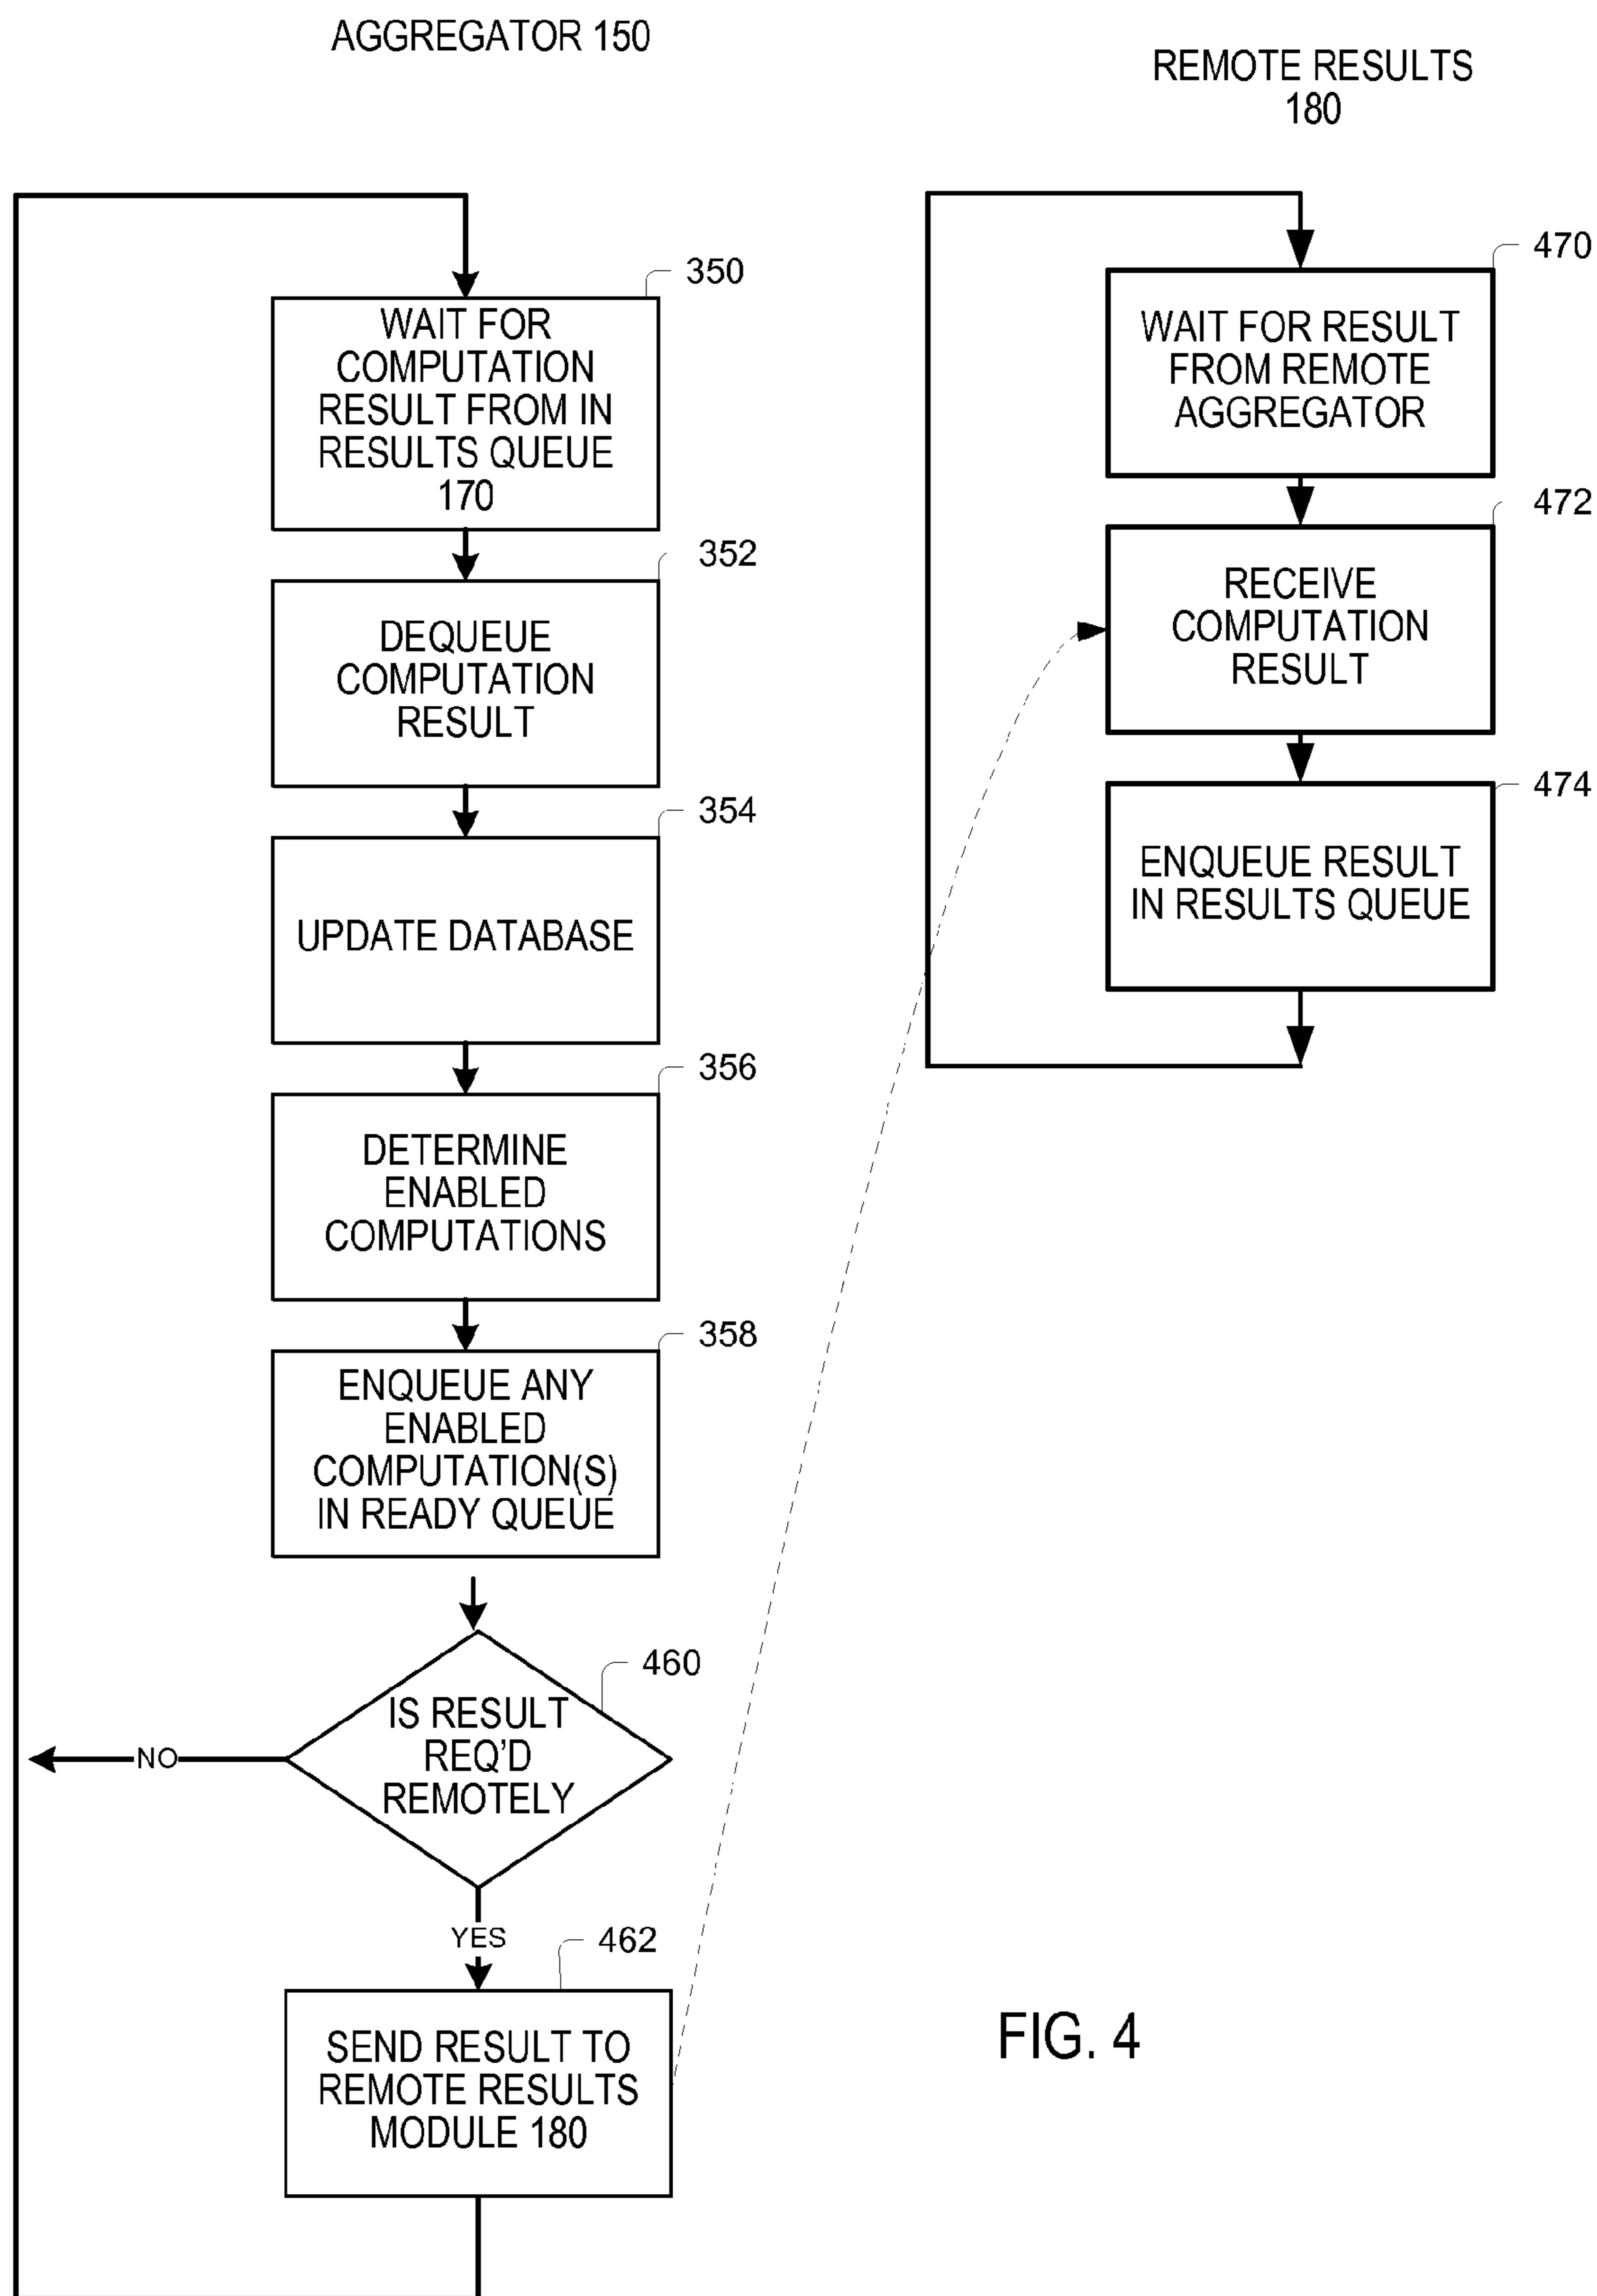 AGGREGATOR 150
REMOTE RESULTS
180
350
WAIT FOR
COMPUTATION
RESULT FROM IN
RESULTS QUEUE
170
352
DEQUEUE
COMPUTATION
RESULT
354
UPDATE DATABASE
356
DETERMINE
ENABLED
COMPUTATIONS
358
ENQUEUE ANY
ENABLED
COMPUTATION(S)
IN READY QUEUE
460
IS RESULT
REQ'D
REMOTELY
NO
YES
462
SEND RESULT TO
REMOTE RESULTS
MODULE 180
470
WAIT FOR RESULT
FROM REMOTE
AGGREGATOR
472
RECEIVE
COMPUTATION
RESULT
474
ENQUEUE RESULT
IN RESULTS QUEUE
FIG. 4